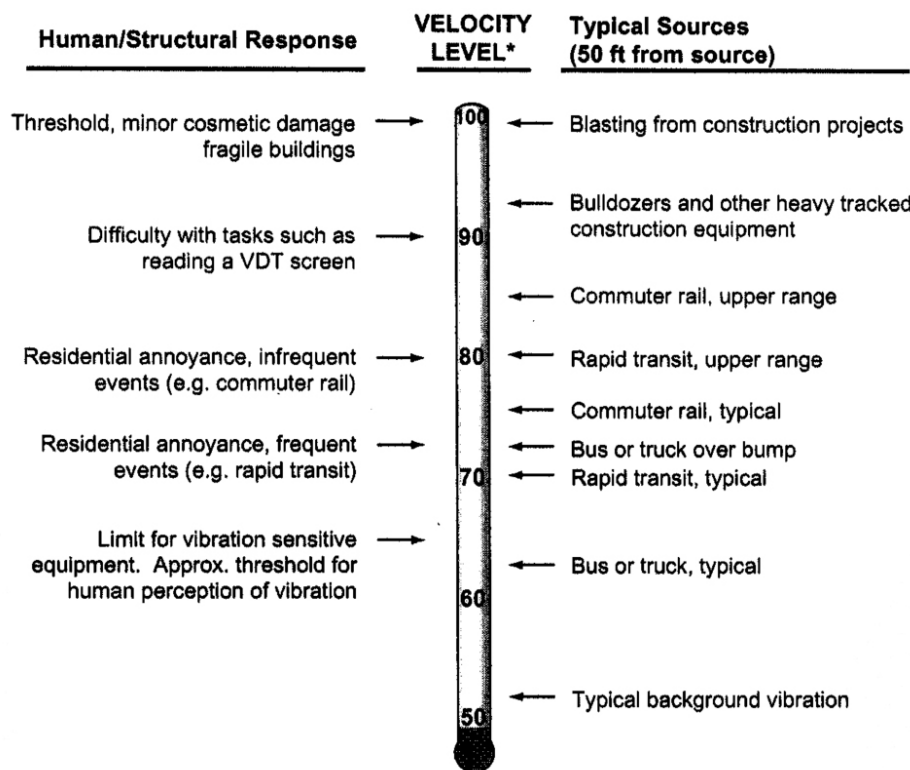 Human/Structural Response
VELOCITY
LEVEL*
Typical Sources
(50 ft from source)
Threshold, minor cosmetic damage
fragile buildings
100
Blasting from construction projects
Bulldozers and other heavy tracked
construction equipment
Difficulty with tasks such as
reading a VDT screen
90
Commuter rail, upper range
Residential annoyance, infrequent
events (e.g. commuter rail)
80
Rapid transit, upper range
Commuter rail, typical
Residential annoyance, frequent
events (e.g. rapid transit)
Bus or truck over bump
70
Rapid transit, typical
Limit for vibration sensitive
equipment. Approx. threshold for
human perception of vibration
Bus or truck, typical
60
Typical background vibration
50